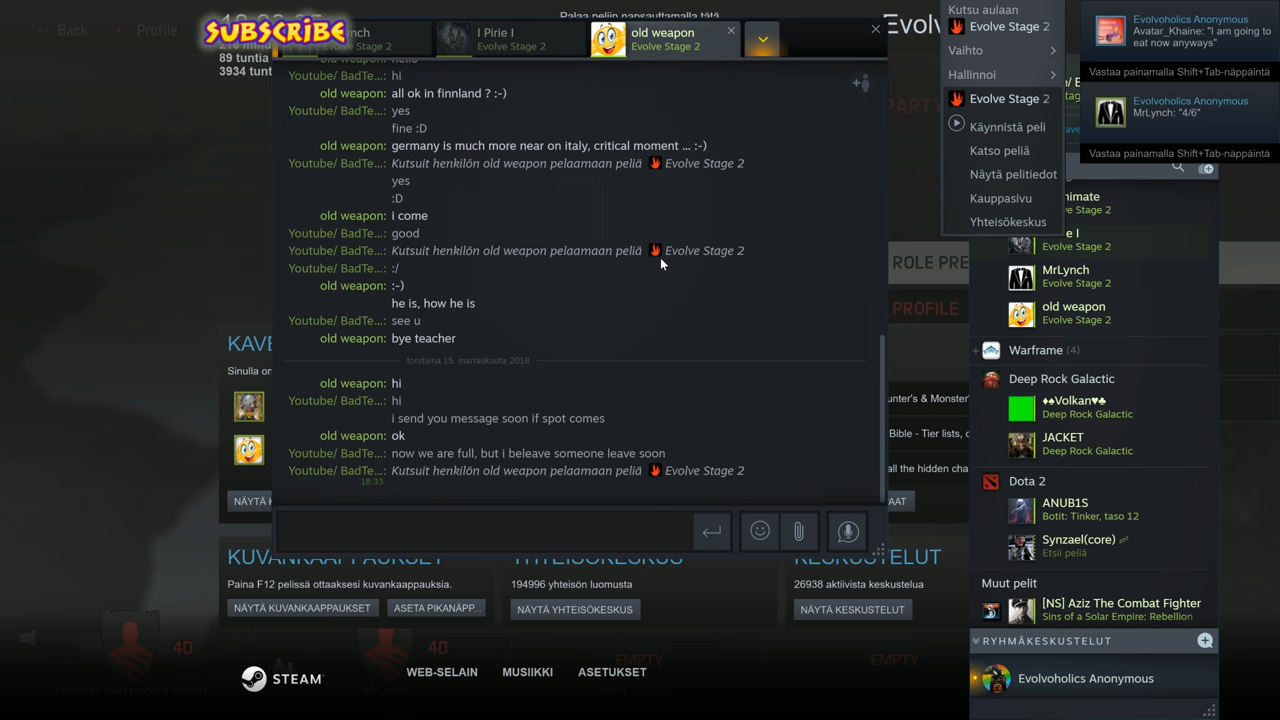 Back
Profile
SUBSCRIBE
89 tuntia
3934 tunt
Palaa peliin napsauttamalla tätä
Evolve Stage 2
I Pirie I
Evolve Stage 2
old weapon
Evolve Stage 2
Youtube/ BadTe...: hi
old weapon: all ok in finnland ? :-)
Youtube/ BadTe...: yes
fine :D
old weapon: germany is much more near on italy, critical moment ... :-)
Youtube/ BadTe...: Kutsuit henkilön old weapon pelaamaan peliä Evolve Stage 2
yes
:D
old weapon: i come
Youtube/ BadTe...: good
Youtube/ BadTe...: Kutsuit henkilön old weapon pelaamaan peliä Evolve Stage 2
Youtube/ BadTe...: :/
old weapon: :-)
he is, how he is
Youtube/ BadTe...: see u
old weapon: bye teacher
torstaina 15. marraskuuta 2018
old weapon: hi
Youtube/ BadTe...: hi
i send you message soon if spot comes
old weapon: ok
Youtube/ BadTe...: now we are full, but i beleave someone leave soon
Youtube/ BadTe...: Kutsuit henkilön old weapon pelaamaan peliä Evolve Stage 2
18.33
Kutsu aulaan
Evolve Stage 2
Vaihto
Hallinnoi
Evolve Stage 2
Käynnistä peli
Katso peliä
Näytä pelitiedot
Kauppasivu
Yhteisökeskus
Evolvoholics Anonymous
Avatar_Khaine: "I am going to
eat now anyways"
Vastaa painamalla Shift+Tab-näppäintä
Evolvoholics Anonymous
MrLynch: "4/6"
Vastaa painamalla Shift+Tab-näppäintä
Evolve Stage 2
Evolve Stage 2
MrLynch
Evolve Stage 2
old weapon
Evolve Stage 2
Warframe (4)
Deep Rock Galactic
♦♠Volkan♥♣
Deep Rock Galactic
JACKET
Deep Rock Galactic
Dota 2
ANUB1S
Botit: Tinker, taso 12
Synzael(core) zzz
Etsii peliä
Muut pelit
[NS] Aziz The Combat Fighter
Sins of a Solar Empire: Rebellion
RYHMÄKESKUSTELUT
Evolvoholics Anonymous
ROLE PRE
PROFILE
KAVE
Sinulla on
NÄYTÄ K
unter's & Monster'
Bible - Tier lists,
all the hidden cha
KUVANKAAPPAUKSET
Paina F12 pelissä ottaaksesi kuvankaappauksia.
NÄYTÄ KUVANKAAPPAUKSET
ASETA PIKANÄPP...
YHTEISÖKESKUS
194996 yhteisön luomusta
NÄYTÄ YHTEISÖKESKUS
KESKUSTELUT
26938 aktiivista keskustelua
NÄYTÄ KESKUSTELUT
40
40
EMPTY
EMPTY
STEAM
WEB-SELAIN
MUSIIKKI
ASETUKSET